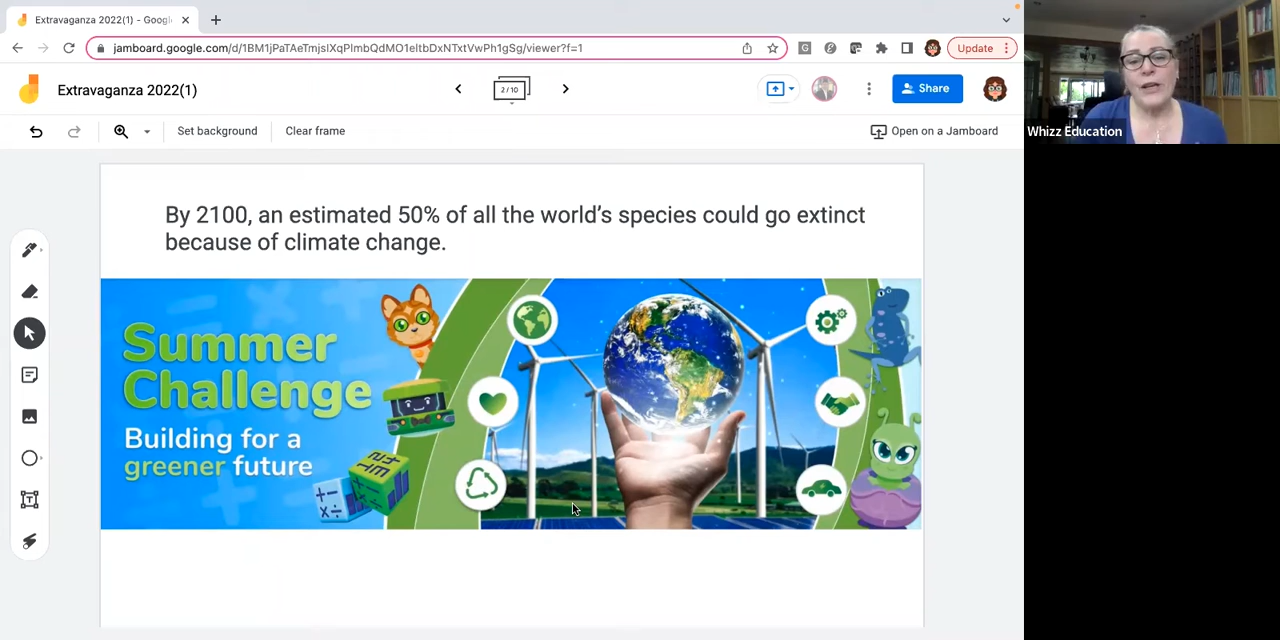 Extravaganza 2022(1) - Googl
jamboard.google.com/d/1BM1jPaTAeTmjsIXqPlmbQdMO1eltbDxNTxtVwPh1gSg/viewer?f=1
Update
Extravaganza 2022(1)
2 / 10
Share
Set background
Clear frame
Open on a Jamboard
Whizz Education
By 2100, an estimated 50% of all the world's species could go extinct
because of climate change.
Summer
Challenge
Building for a
greener future